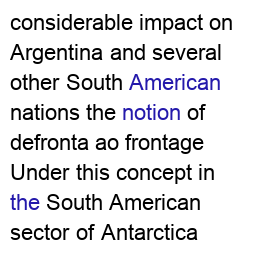 considerable impact on
Argentina and several
other South American
nations the notion of
defronta ao frontage
Under this concept in
the South American
sector of Antarctica